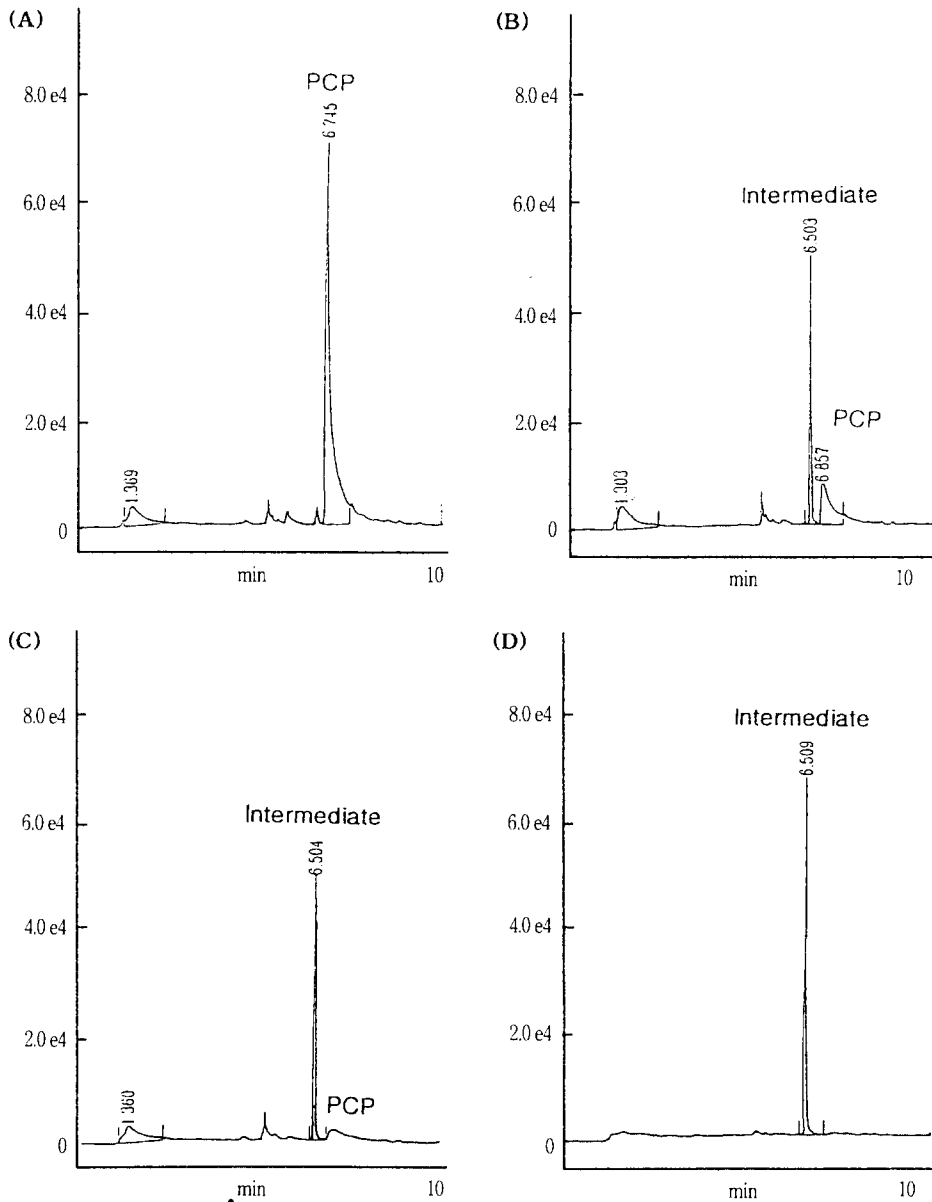 (A)
PCP
6.745
8.0 e4
6.0 e4
4.0 e4
2.0 e4
0
1.369
min
10
(B)
8.0 e4
Intermediate
6.503
6.0 e4
4.0 e4
2.0 e4
PCP
6.857
1.303
0
min
10
(C)
8.0 e4
Intermediate
6.504
6.0 e4
4.0 e4
2.0 e4
PCP
1.360
0
min
10
(D)
8.0 e4
Intermediate
6.509
6.0 e4
4.0 e4
2.0 e4
0
min
10